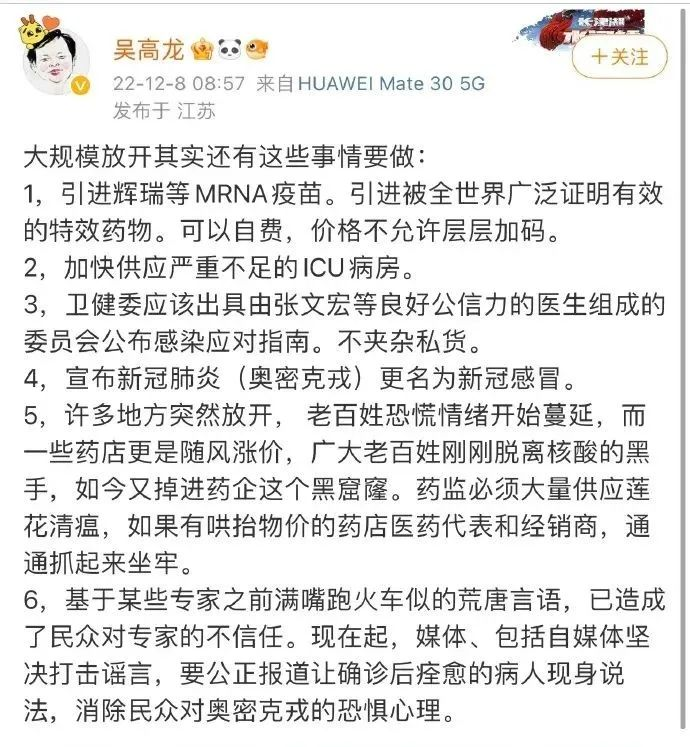 吴高龙
22-12-8 08:57 来自HUAWEI Mate 30 5G
发布于 江苏
长津湖
水门桥
+关注
大规模放开其实还有这些事情要做：
1，引进辉瑞等MRNA疫苗。引进被全世界广泛证明有效
的特效药物。可以自费，价格不允许层层加码。
2，加快供应严重不足的ICU病房。
3，卫健委应该出具由张文宏等良好公信力的医生组成的
委员会公布感染应对指南。不夹杂私货。
4，宣布新冠肺炎（奥密克戎）更名为新冠感冒。
5，许多地方突然放开， 老百姓恐慌情绪开始蔓延，而
一些药店更是随风涨价，广大老百姓刚刚脱离核酸的黑
手，如今又掉进药企这个黑窟窿。药监必须大量供应莲
花清瘟，如果有哄抬物价的药店医药代表和经销商，通
通抓起来坐牢。
6，基于某些专家之前满嘴跑火车似的荒唐言语，已造成
了民众对专家的不信任。现在起，媒体、包括自媒体坚
决打击谣言，要公正报道让确诊后痊愈的病人现身说
法，消除民众对奥密克戎的恐惧心理。